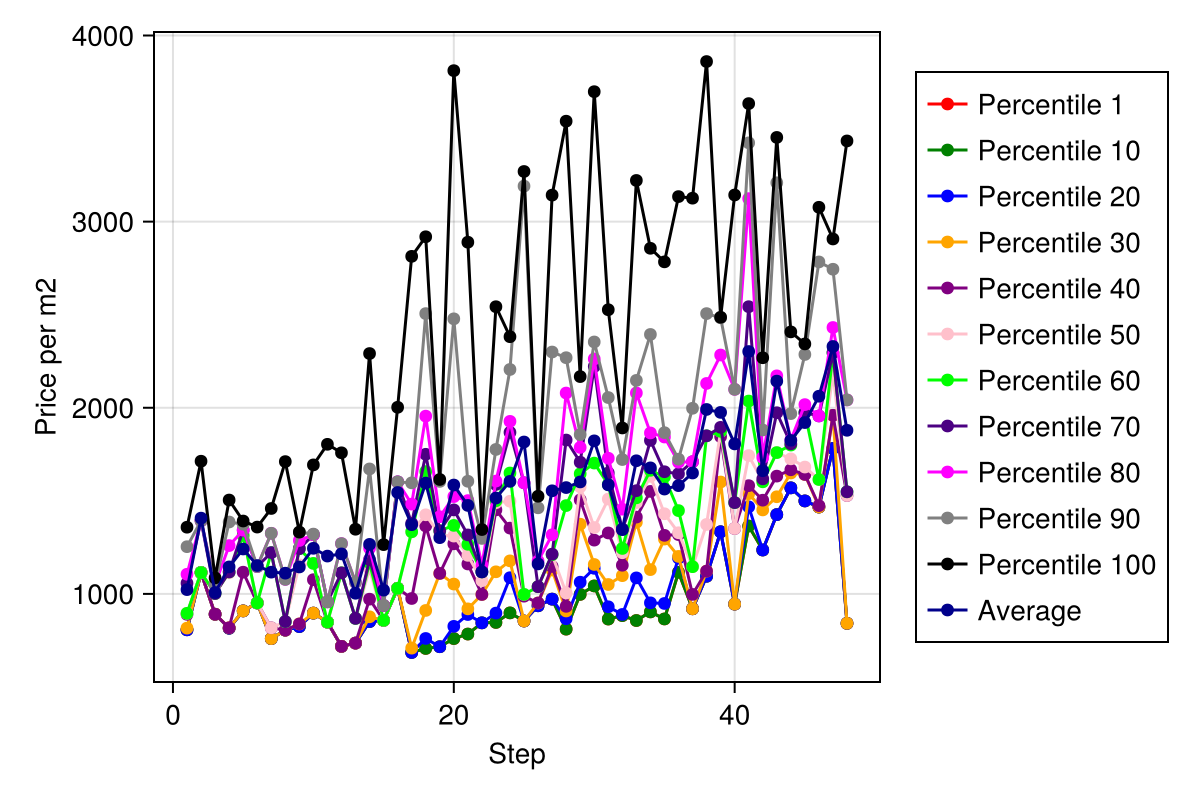 4000
3000
2000
1000
Price per m2
0
20
40
Step
Percentile 1
Percentile 10
Percentile 20
Percentile 30
Percentile 40
Percentile 50
Percentile 60
Percentile 70
Percentile 80
Percentile 90
Percentile 100
Average